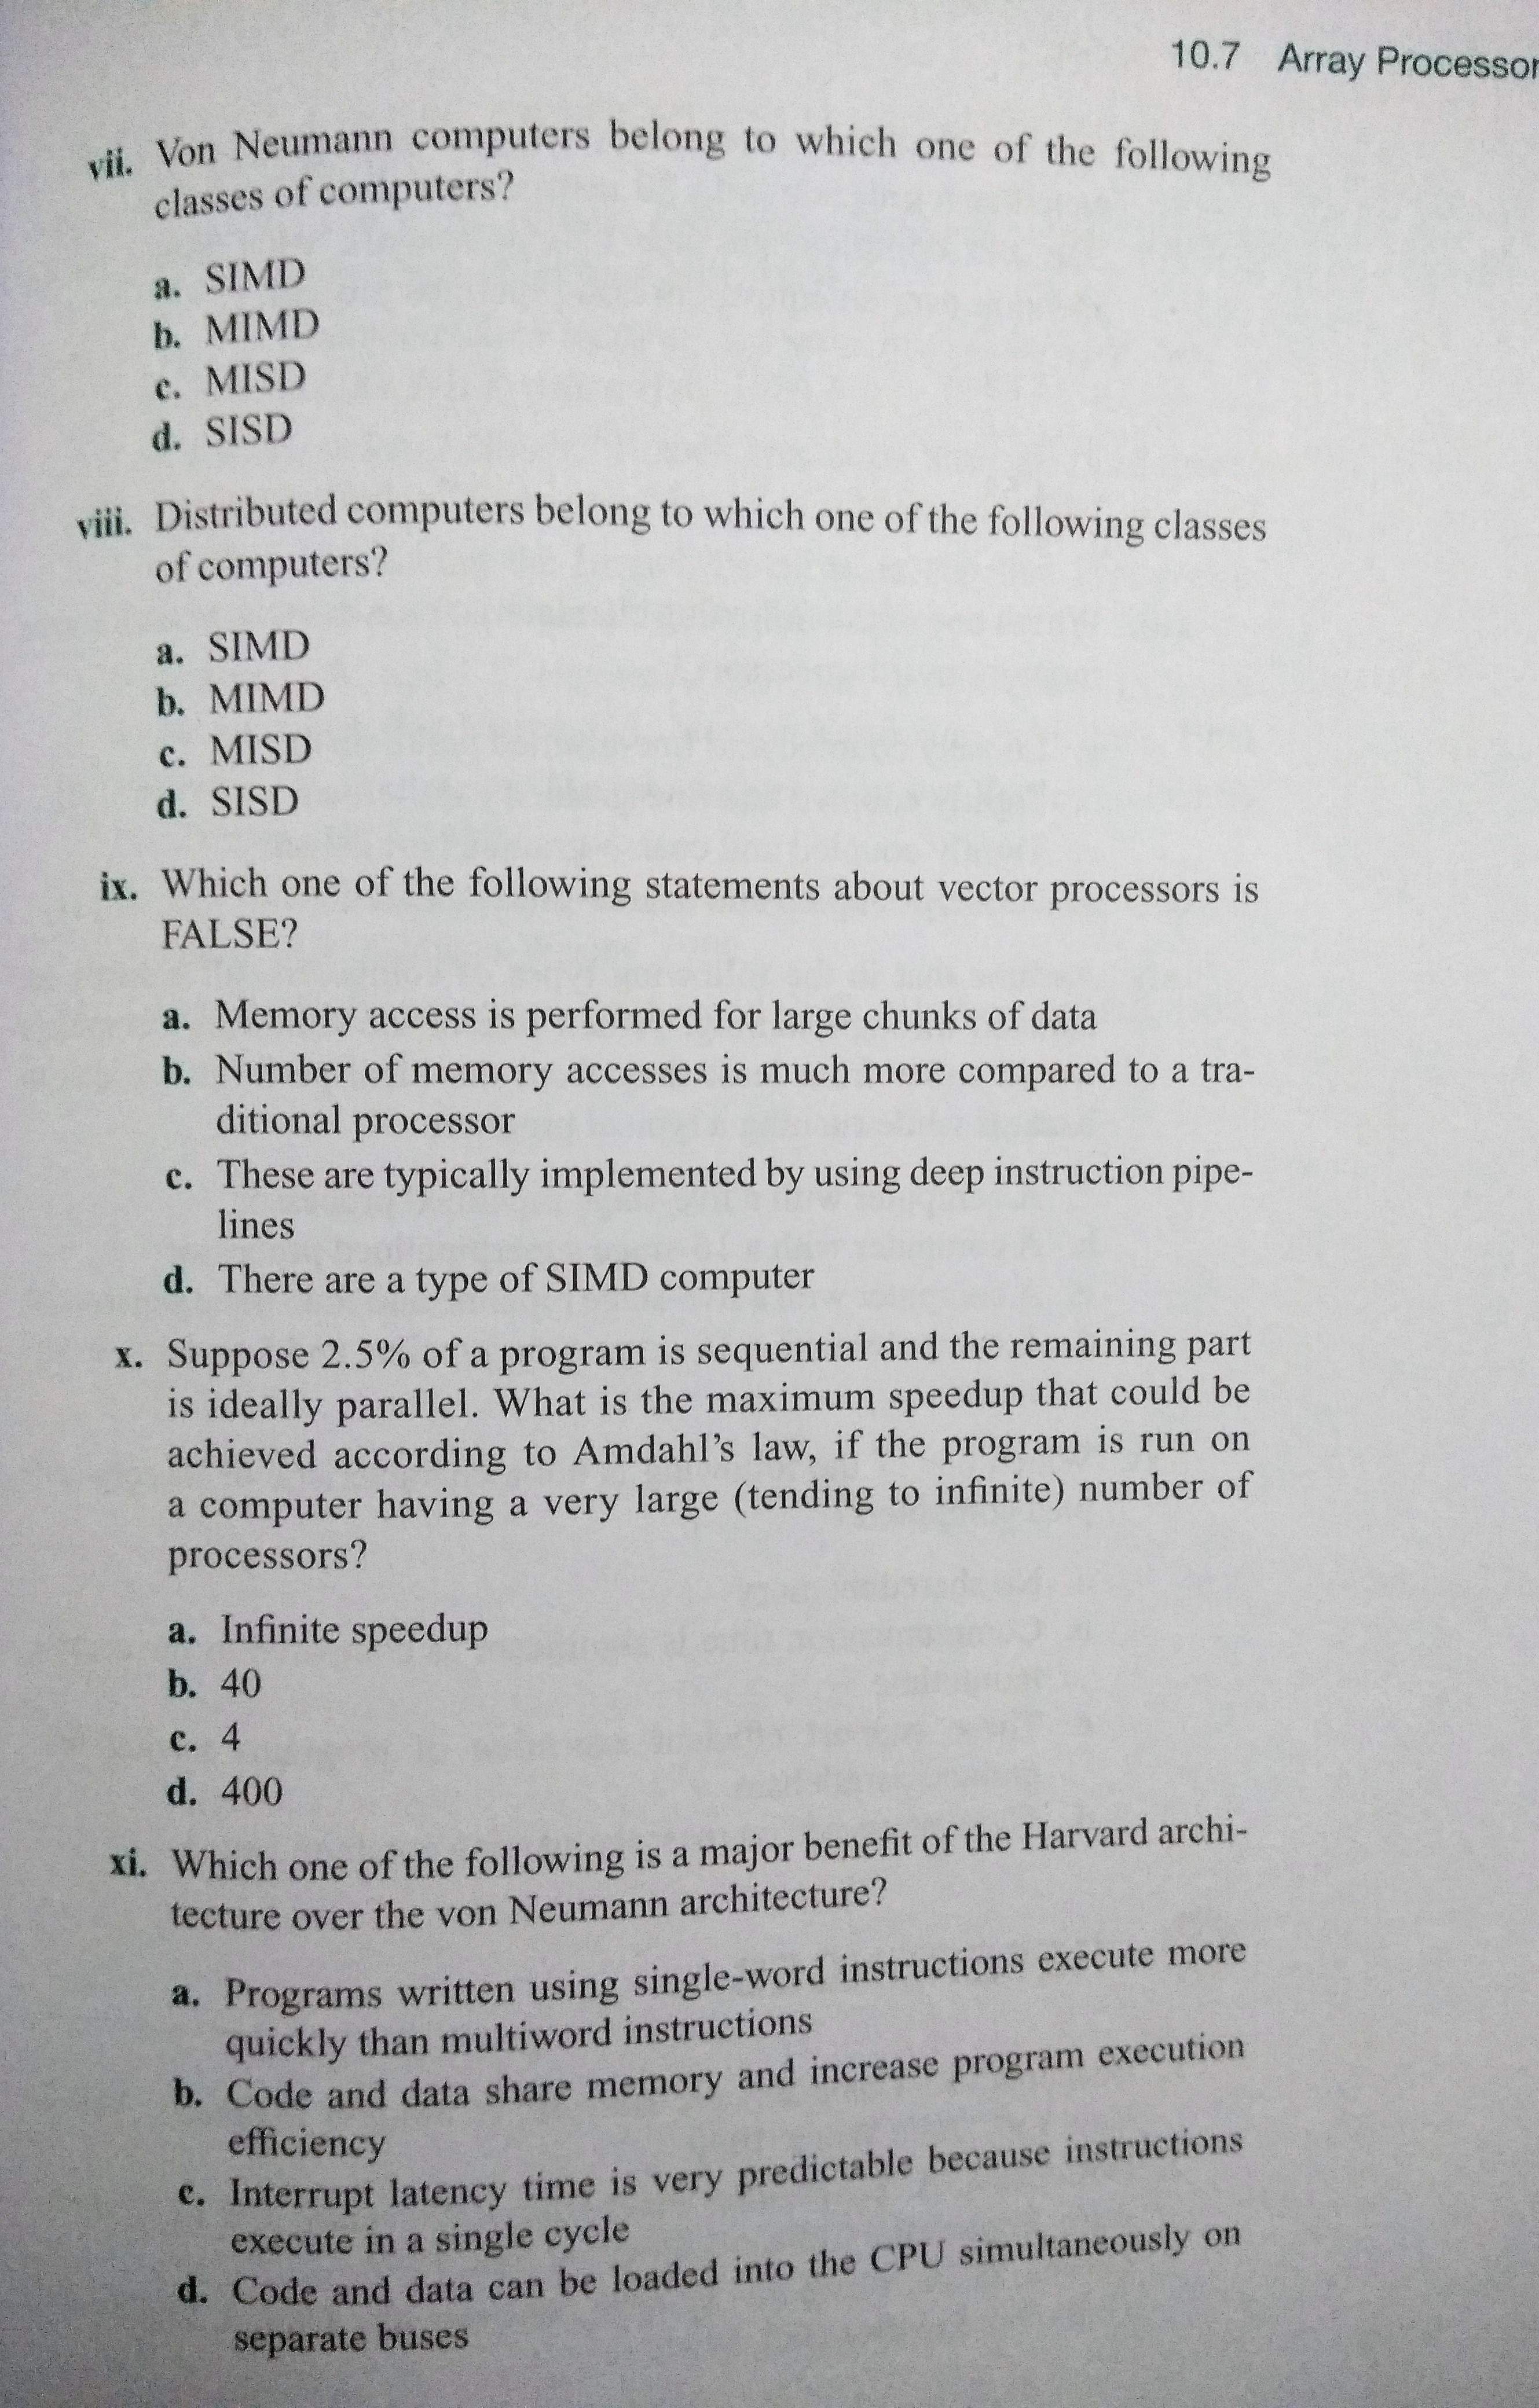 10.7 Array Processor
vii. Von Neumann computers belong to which one of the following
classes of computers?
a. SIMD
b. MIMD
c. MISD
d. SISD
viii. Distributed computers belong to which one of the following classes
of computers?
a. SIMD
b. MIMD
c. MISD
d. SISD
ix. Which one of the following statements about vector processors is
FALSE?
a. Memory access is performed for large chunks of data
b. Number of memory accesses is much more compared to a tra-
ditional processor
c. These are typically implemented by using deep instruction pipe-
lines
d. There are a type of SIMD computer
x. Suppose 2.5% of a program is sequential and the remaining part
is ideally parallel. What is the maximum speedup that could be
achieved according to Amdahl's law, if the program is run on
a computer having a very large (tending to infinite) number of
processors?
a. Infinite speedup
b. 40
c. 4
d. 400
xi. Which one of the following is a major benefit of the Harvard archi-
tecture over the von Neumann architecture?
a. Programs written using single-word instructions execute more
quickly than multiword instructions
b. Code and data share memory and increase program execution
efficiency
c. Interrupt latency time is very predictable because instructions
execute in a single cycle
d. Code and data can be loaded into the CPU simultaneously on
separate buses